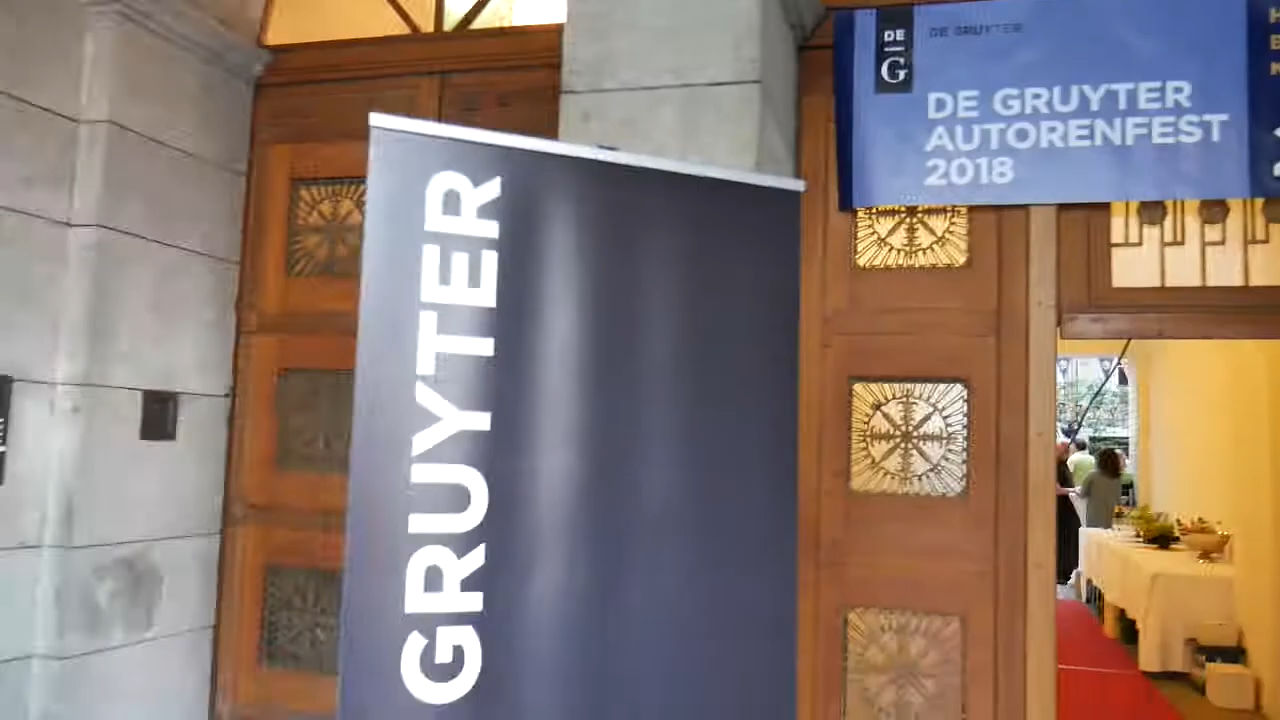 DE
G
DE GRUYTER
DE GRUYTER
AUTORENFEST
2018
GRUYTER